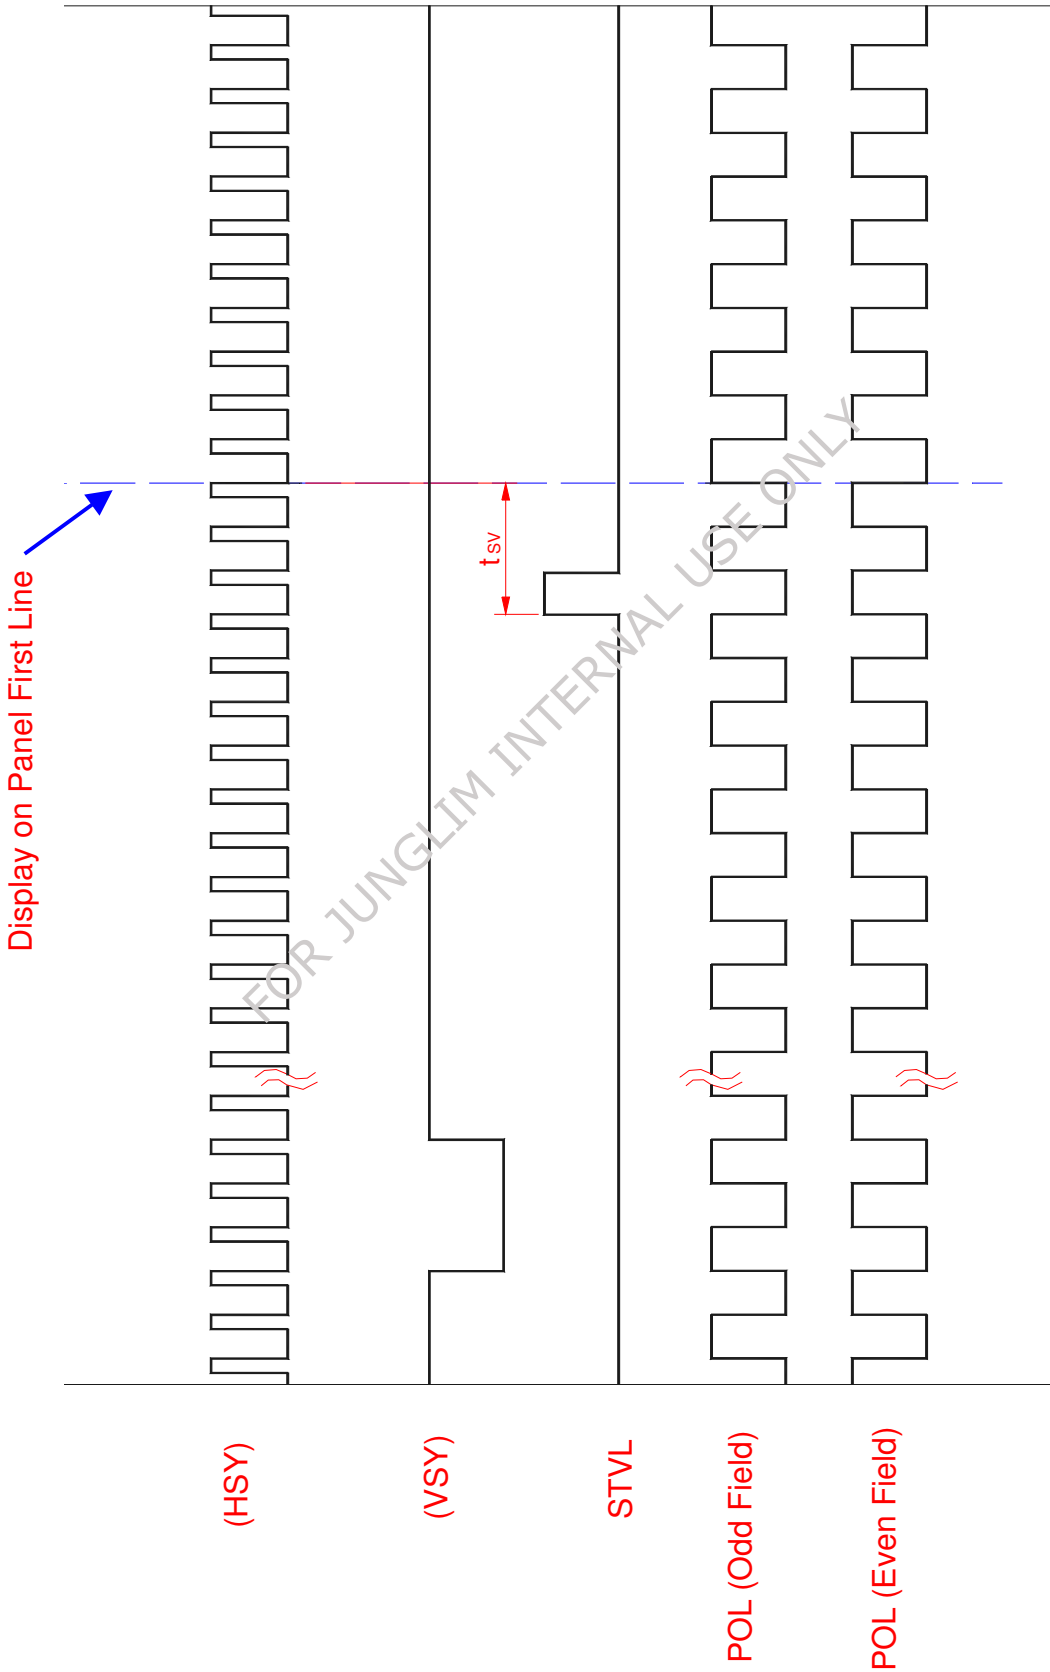 Display on Panel First Line
t sv
(HSY)
(VSY)
STVL
POL (Odd Field)
POL (Even Field)
FOR JUNGLIM INTERNAL USE ONLY